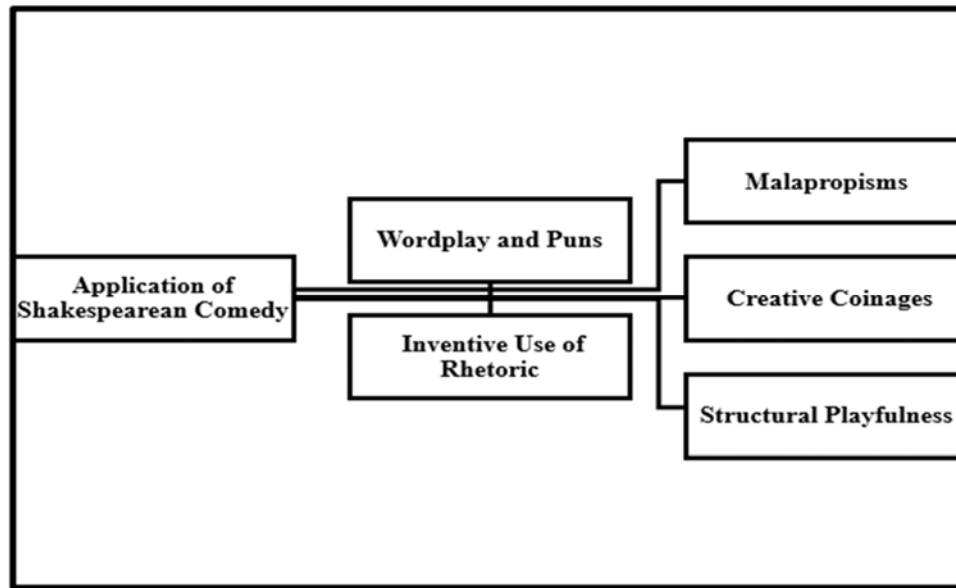 Application of
Shakespearean Comedy
Wordplay and Puns
Inventive Use of
Rhetoric
Malapropisms
Creative Coinages
Structural Playfulness